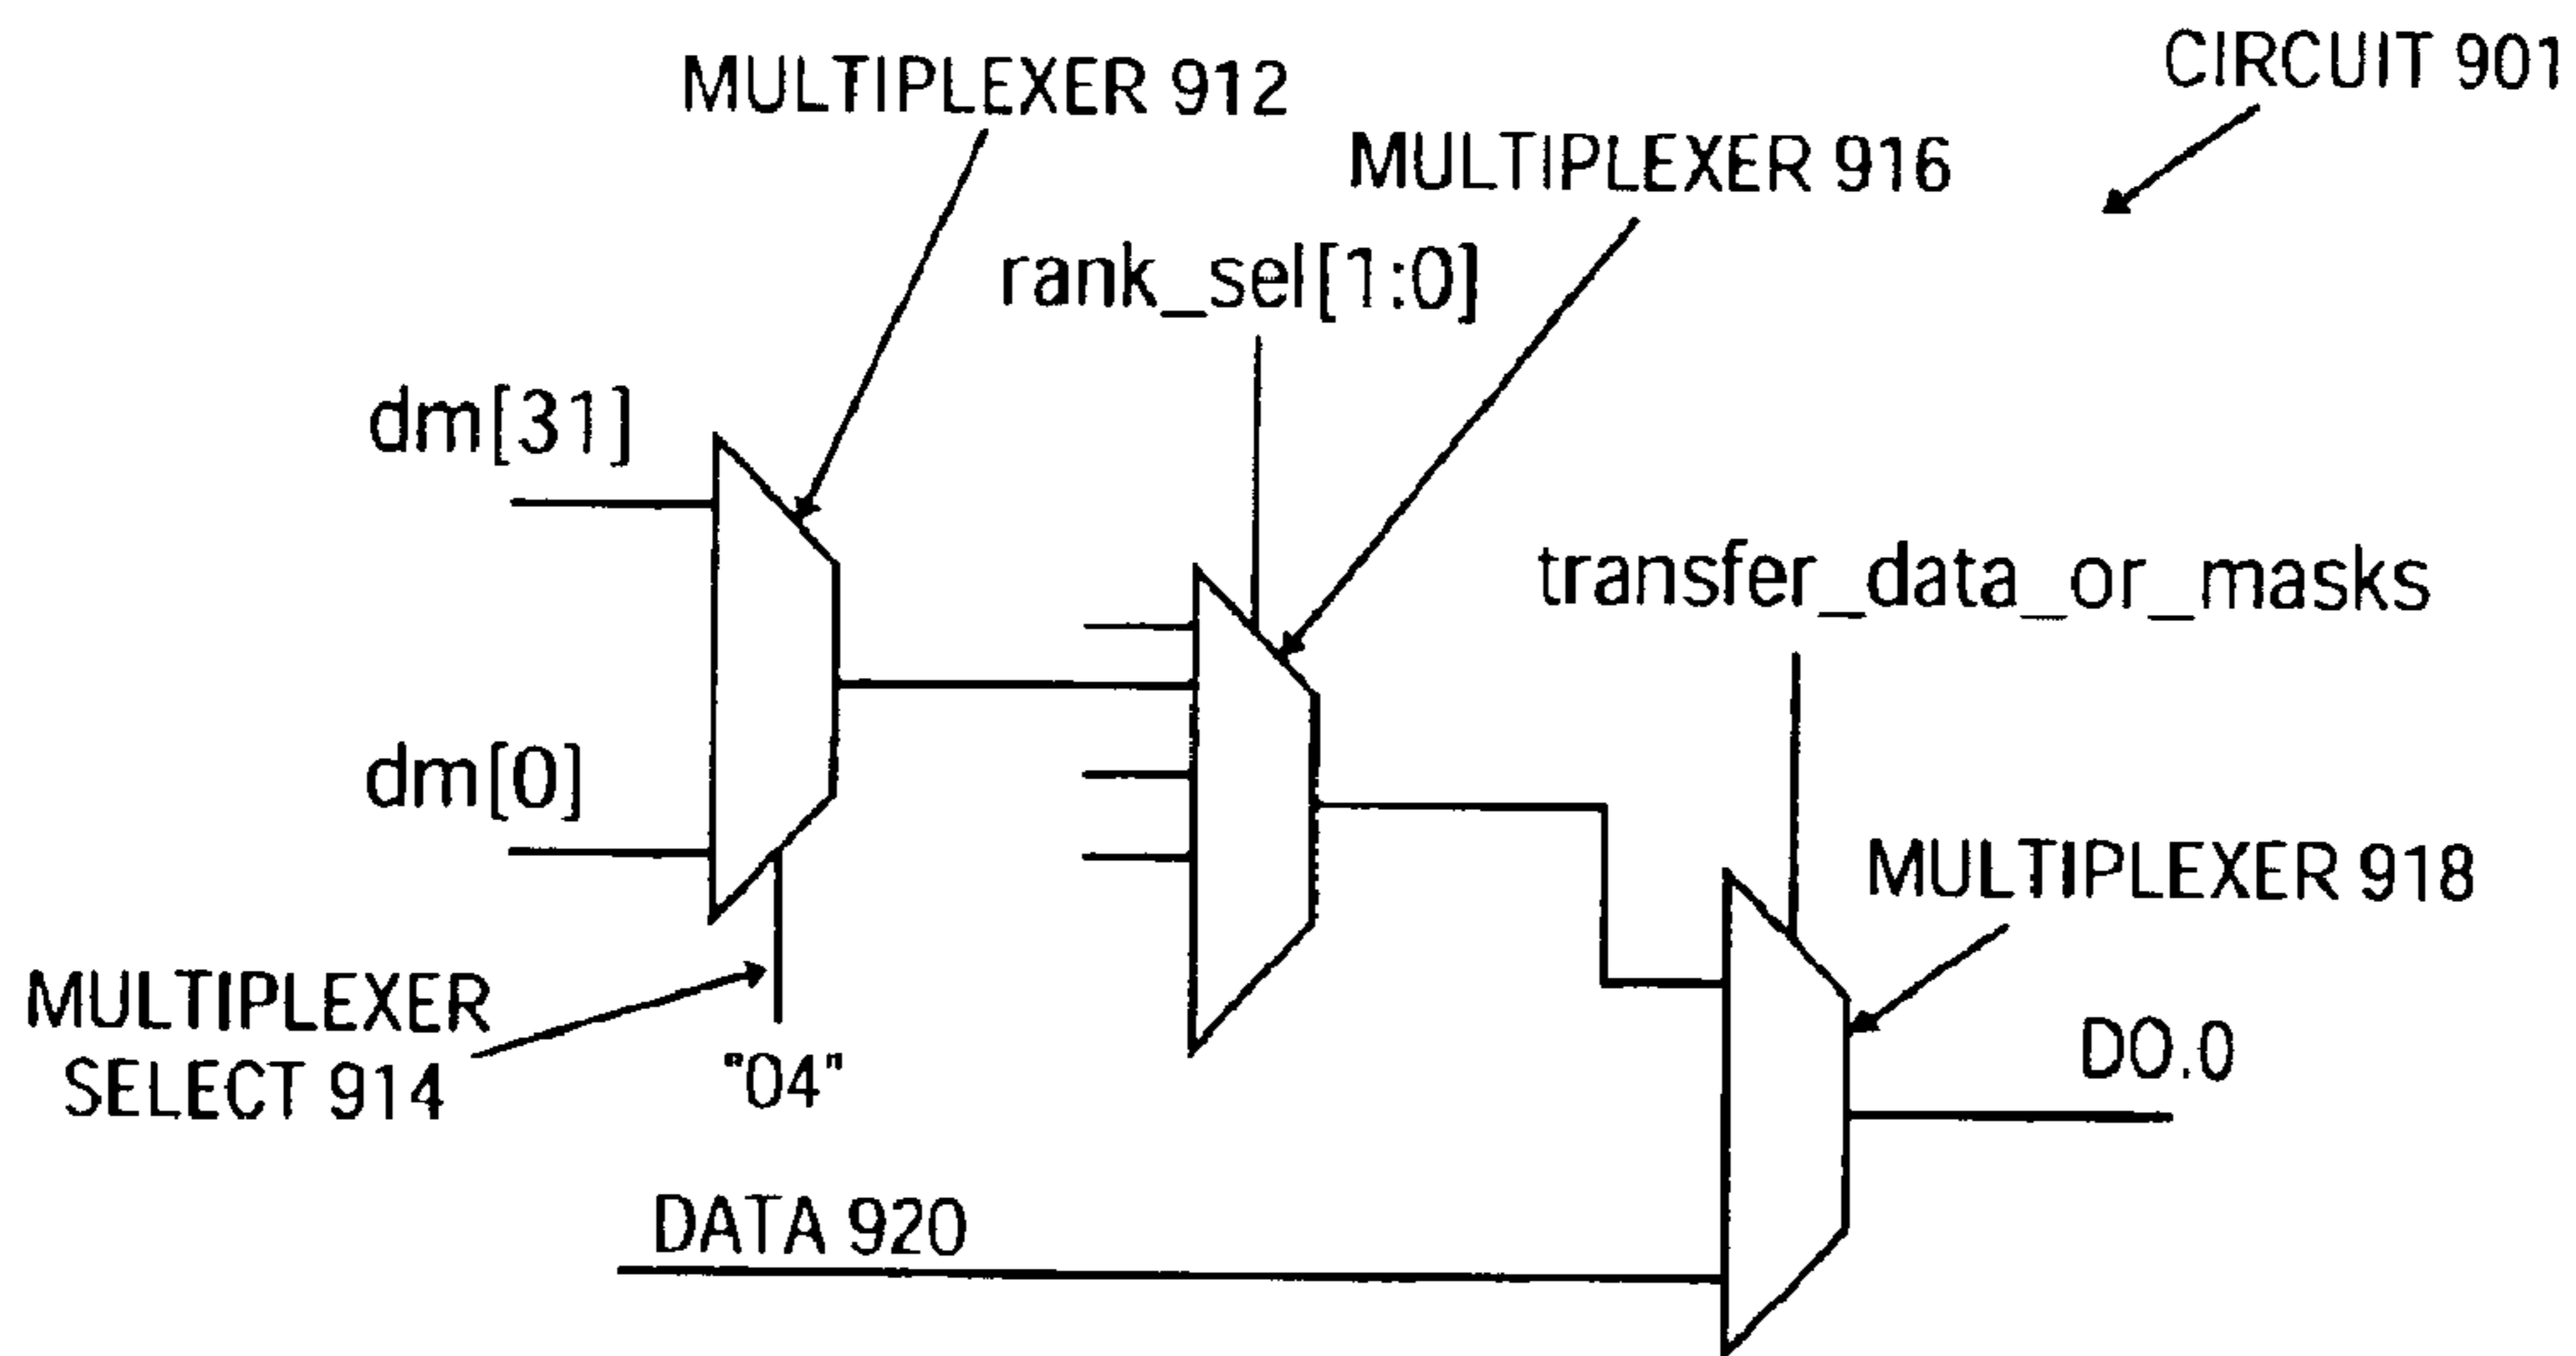 CIRCUIT 901
MULTIPLEXER 912
MULTIPLEXER 916
rank_sel[1:0]
dm[31]
transfer_data_or_masks
dm[0]
MULTIPLEXER 918
MULTIPLEXER
SELECT 914
"04"
DO.0
DATA 920